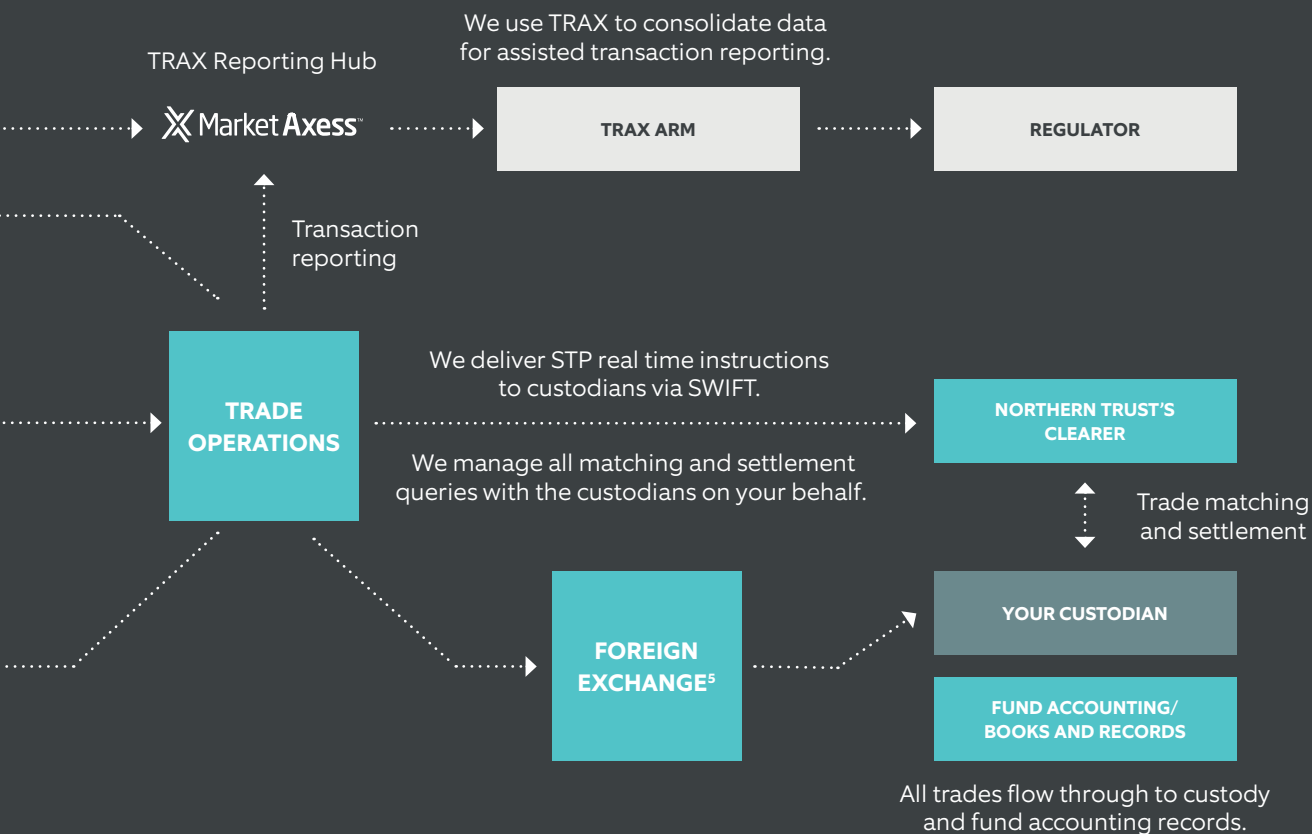 We use TRAX to consolidate data
for assisted transaction reporting.
TRAX Reporting Hub
MarketAxess™
TRAX ARM
REGULATOR
Transaction
reporting
We deliver STP real time instructions
to custodians via SWIFT.
TRADE
OPERATIONS
NORTHERN TRUST'S
CLEARER
We manage all matching and settlement
queries with the custodians on your behalf.
Trade matching
and settlement
YOUR CUSTODIAN
FOREIGN
EXCHANGE⁵
FUND ACCOUNTING/
BOOKS AND RECORDS
All trades flow through to custody
and fund accounting records.